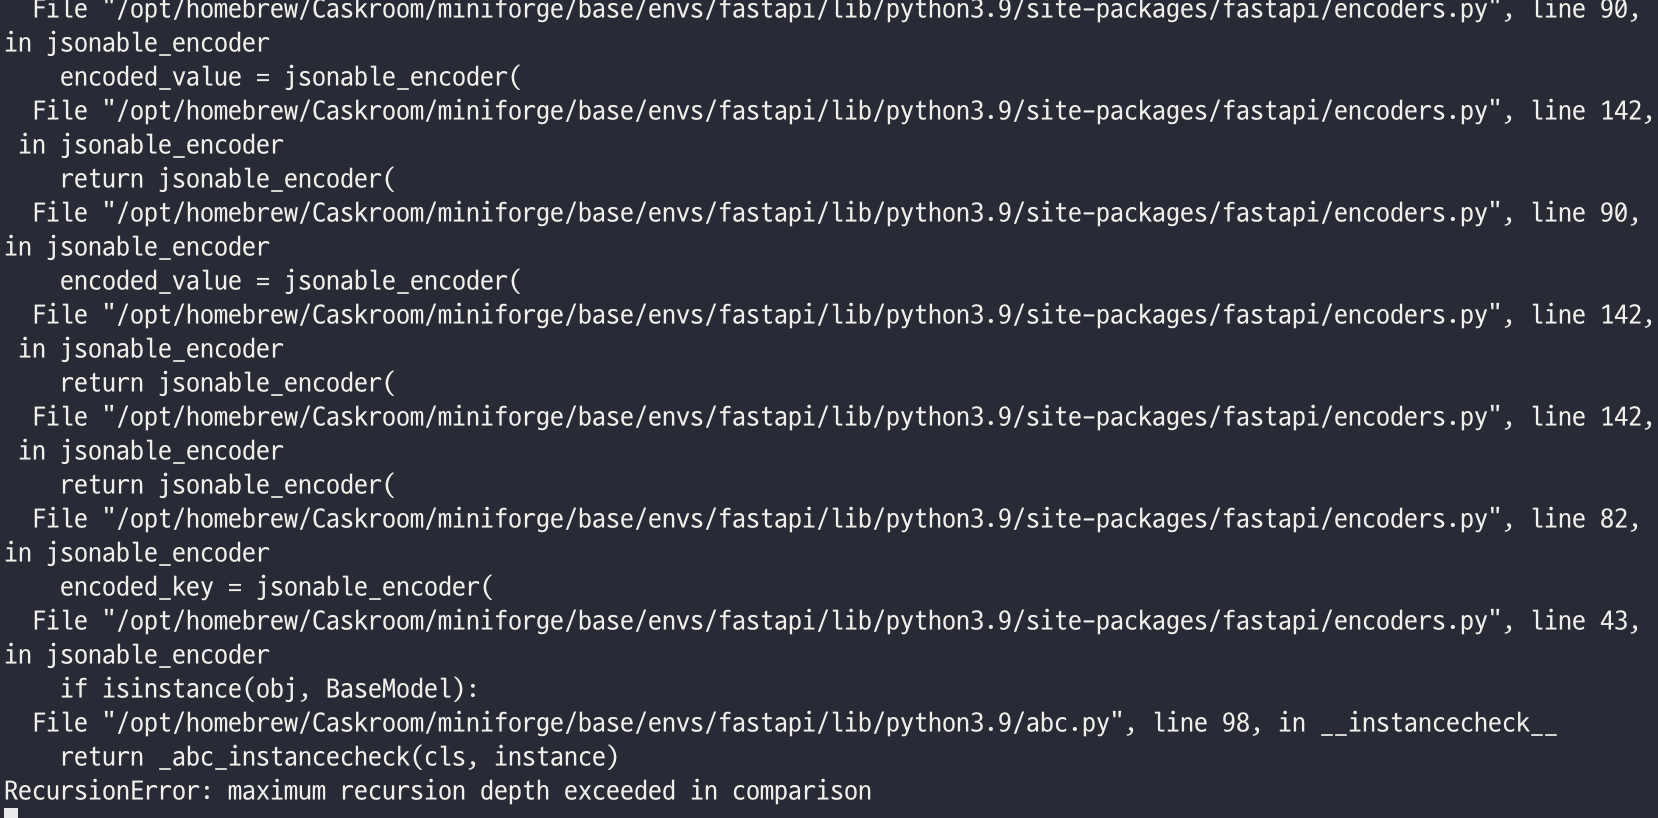 File "/opt/homebrew/Caskroom/miniforge/base/envs/fastapi/lib/python3.9/site-packages/fastapi/encoders.py", line 90,
in jsonable_encoder
    encoded_value = jsonable_encoder(
  File "/opt/homebrew/Caskroom/miniforge/base/envs/fastapi/lib/python3.9/site-packages/fastapi/encoders.py", line 142,
 in jsonable_encoder
    return jsonable_encoder(
  File "/opt/homebrew/Caskroom/miniforge/base/envs/fastapi/lib/python3.9/site-packages/fastapi/encoders.py", line 90,
in jsonable_encoder
    encoded_value = jsonable_encoder(
  File "/opt/homebrew/Caskroom/miniforge/base/envs/fastapi/lib/python3.9/site-packages/fastapi/encoders.py", line 142,
 in jsonable_encoder
    return jsonable_encoder(
  File "/opt/homebrew/Caskroom/miniforge/base/envs/fastapi/lib/python3.9/site-packages/fastapi/encoders.py", line 142,
 in jsonable_encoder
    return jsonable_encoder(
  File "/opt/homebrew/Caskroom/miniforge/base/envs/fastapi/lib/python3.9/site-packages/fastapi/encoders.py", line 82,
in jsonable_encoder
    encoded_key = jsonable_encoder(
  File "/opt/homebrew/Caskroom/miniforge/base/envs/fastapi/lib/python3.9/site-packages/fastapi/encoders.py", line 43,
in jsonable_encoder
    if isinstance(obj, BaseModel):
  File "/opt/homebrew/Caskroom/miniforge/base/envs/fastapi/lib/python3.9/abc.py", line 98, in __instancecheck__
    return _abc_instancecheck(cls, instance)
RecursionError: maximum recursion depth exceeded in comparison